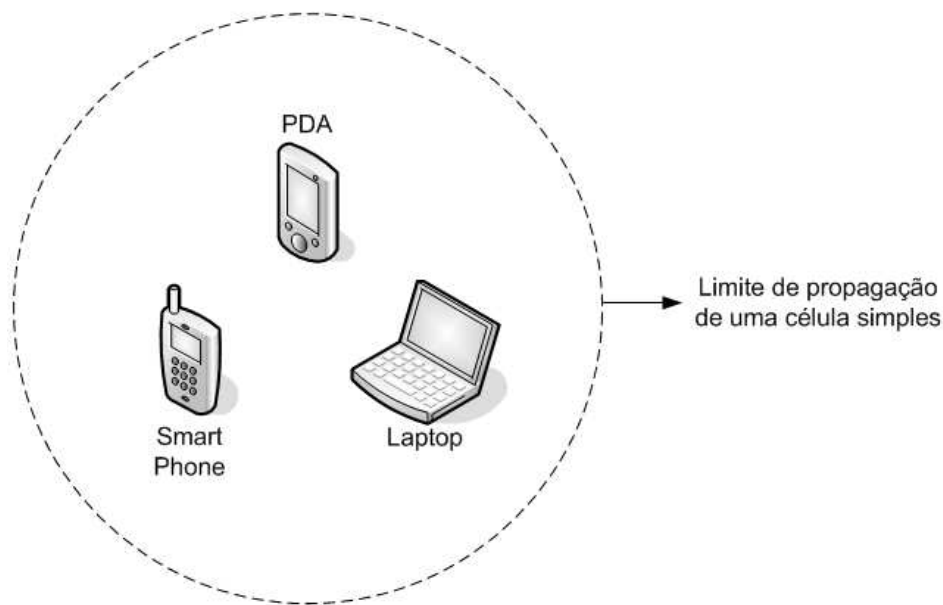 PDA
Limite de propagação
de uma célula simples
Smart
Phone
Laptop